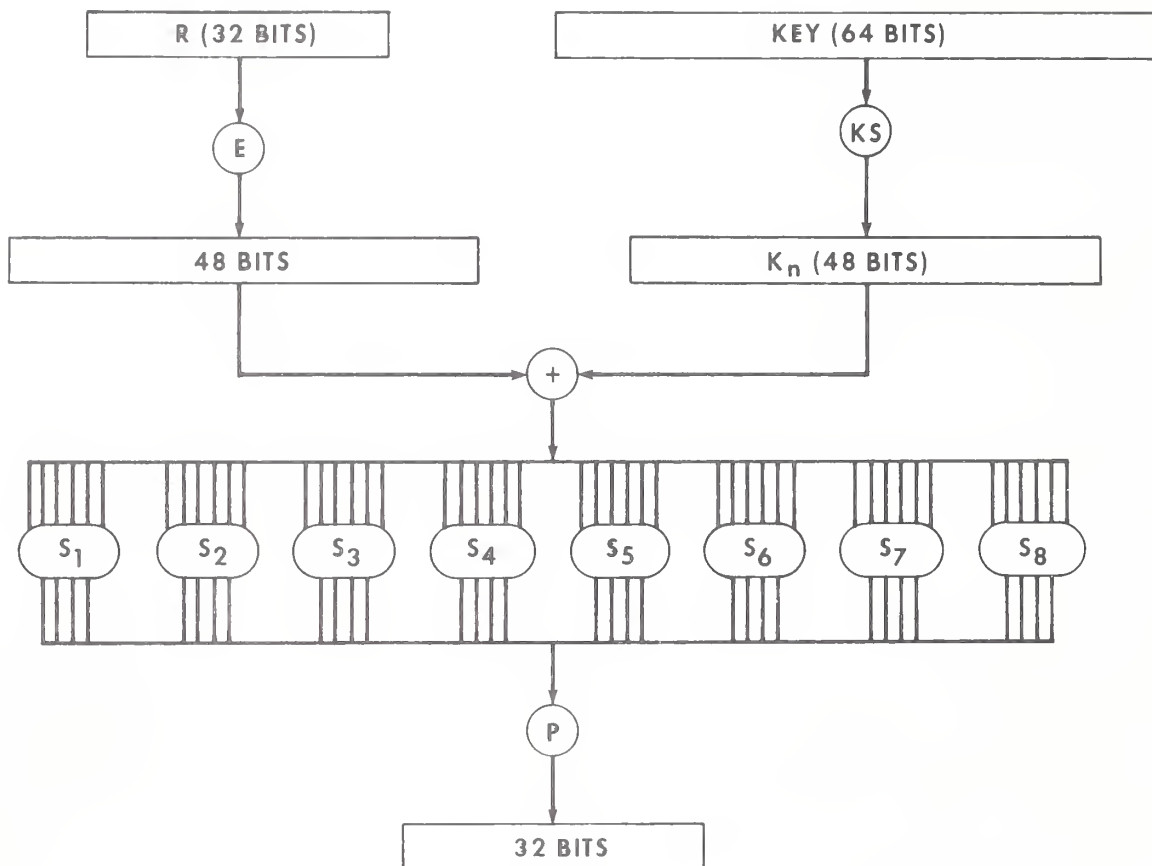 R (32 BITS)
KEY (64 BITS)
E
KS
48 BITS
Kn (48 BITS)
+
S1 S2 S3 S4 S5 S6 S7 S8
P
32 BITS